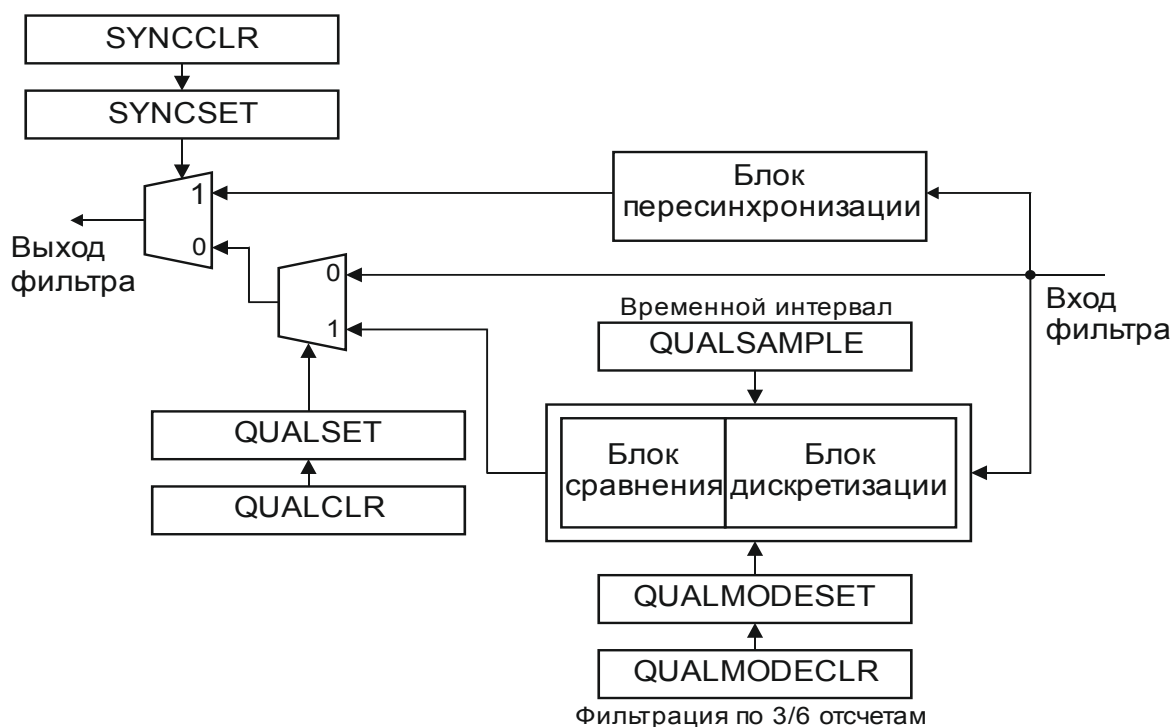 SYNCCLR
SYNCSET
1
0
Выход
фильтра
Блок
пересинхронизации
0
1
Вход
фильтра
Временной интервал
QUALSAMPLE
QUALSET
QUALCLR
Блок
сравнения
Блок
дискретизации
QUALMODESET
QUALMODECLR
Фильтрация по 3/6 отсчетам